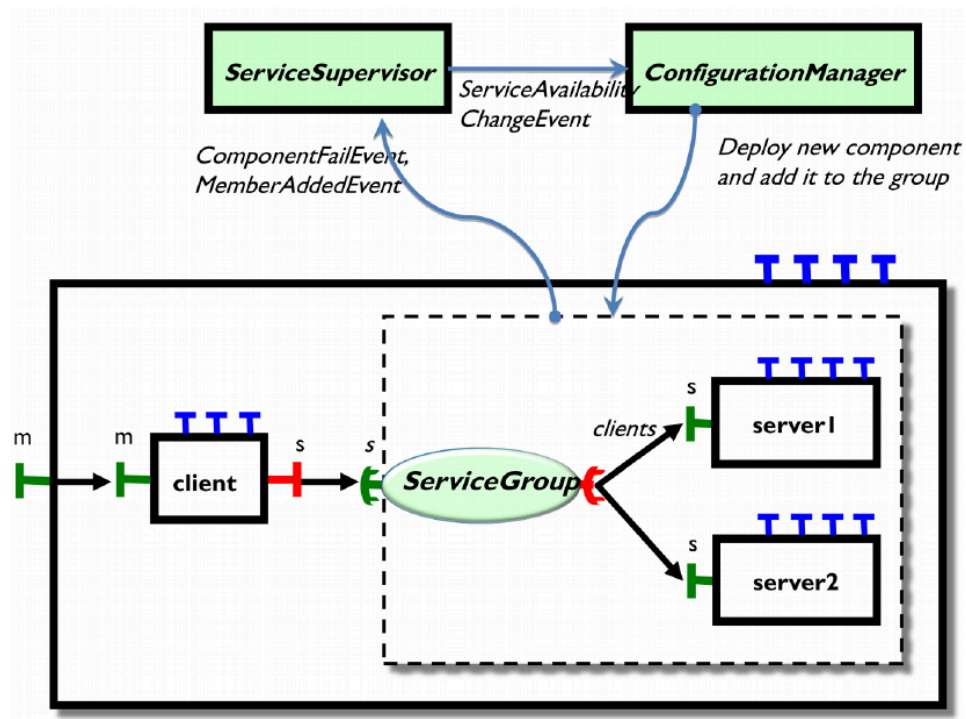 ServiceSupervisor
ConfigurationManager
ServiceAvailability
ChangeEvent
ComponentFailEvent,
MemberAddedEvent
Deploy new component
and add it to the group
m
m
client
s
s
ServiceGroup
clients
s
server1
s
server2